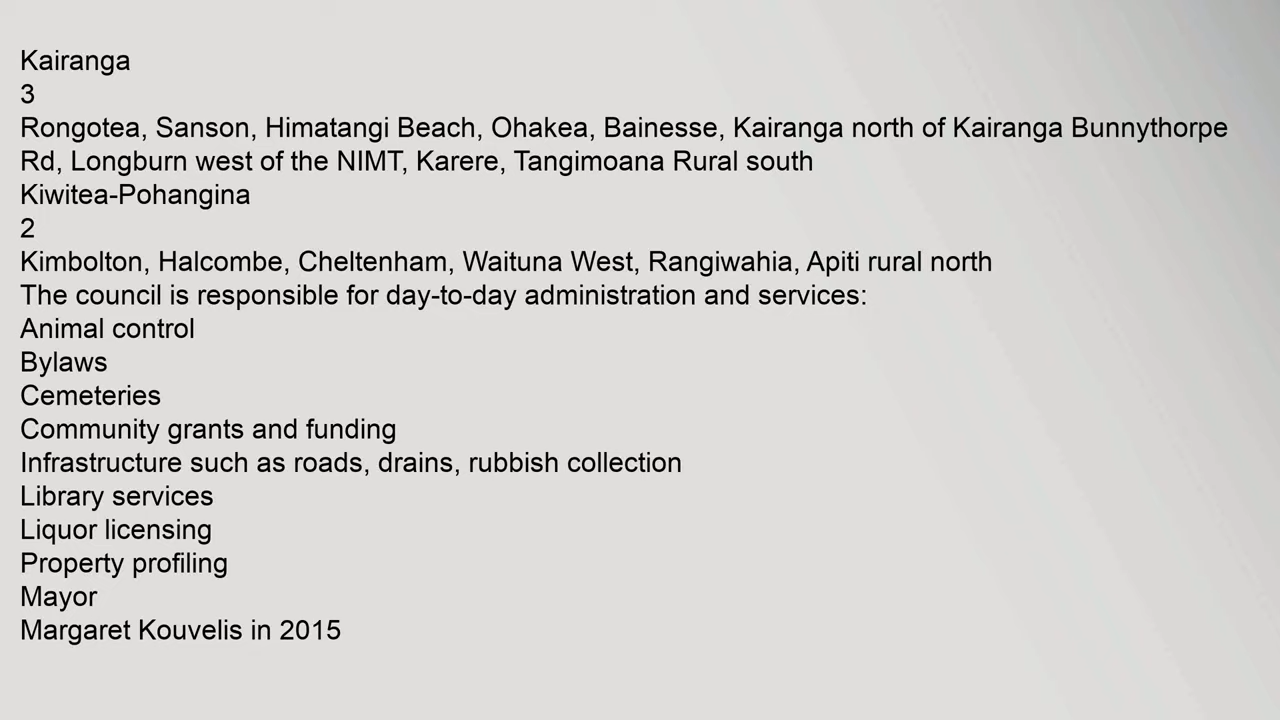 Kairanga
3
Rongotea, Sanson, Himatangi Beach, Ohakea, Bainesse, Kairanga north of Kairanga Bunnythorpe
Rd, Longburn west of the NIMT, Karere, Tangimoana Rural south
Kiwitea-Pohangina
2
Kimbolton, Halcombe, Cheltenham, Waituna West, Rangiwahia, Apiti rural north
The council is responsible for day-to-day administration and services:
Animal control
Bylaws
Cemeteries
Community grants and funding
Infrastructure such as roads, drains, rubbish collection
Library services
Liquor licensing
Property profiling
Mayor
Margaret Kouvelis in 2015